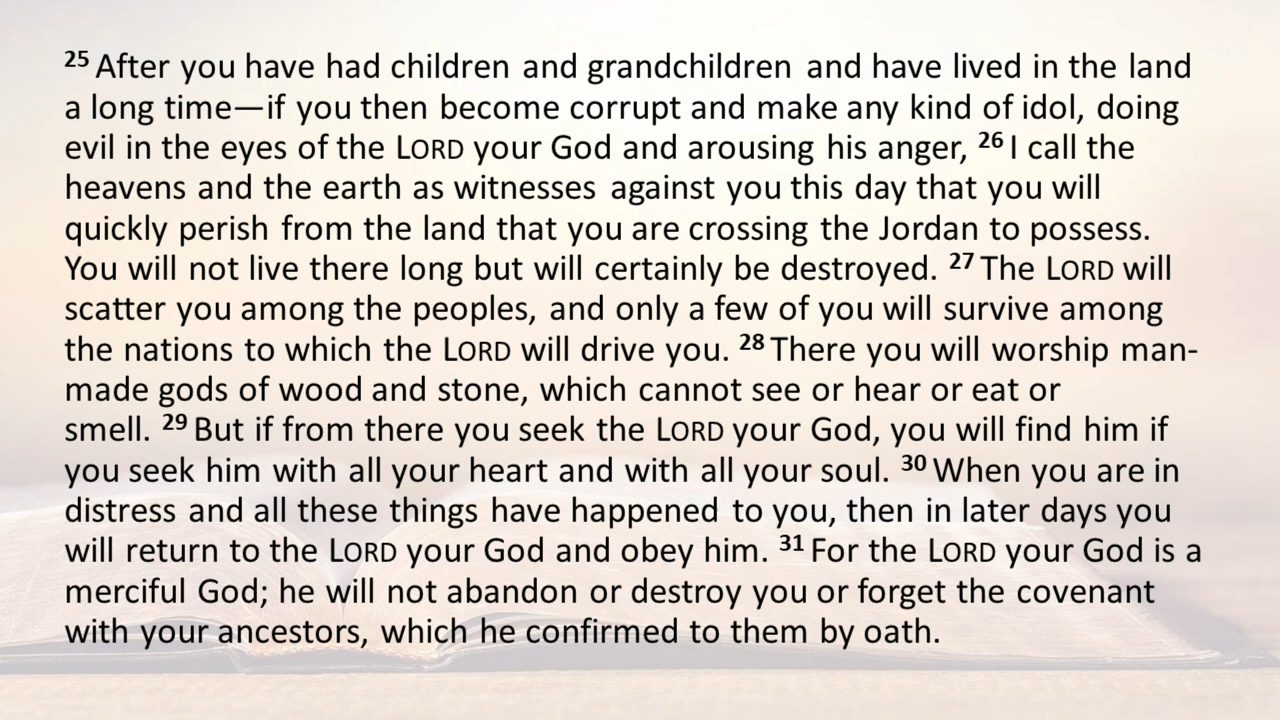 25 After you have had children and grandchildren and have lived in the land
a long time—if you then become corrupt and make any kind of idol, doing
evil in the eyes of the LORD your God and arousing his anger, 26 I call the
heavens and the earth as witnesses against you this day that you will
quickly perish from the land that you are crossing the Jordan to possess.
You will not live there long but will certainly be destroyed. 27 The LORD will
scatter you among the peoples, and only a few of you will survive among
the nations to which the LORD will drive you. 28 There you will worship man-
made gods of wood and stone, which cannot see or hear or eat or
smell. 29 But if from there you seek the LORD your God, you will find him if
you seek him with all your heart and with all your soul. 30 When you are in
distress and all these things have happened to you, then in later days you
will return to the LORD your God and obey him. 31 For the LORD your God is a
merciful God; he will not abandon or destroy you or forget the covenant
with your ancestors, which he confirmed to them by oath.